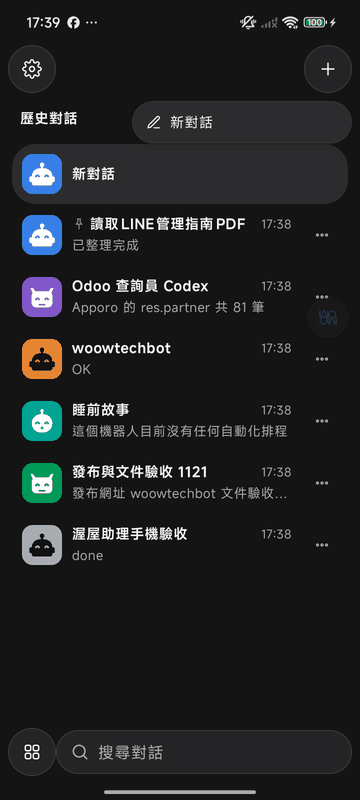 17:39
100
歷史對話
新對話
新對話
讀取LINE管理指南PDF 17:38
已整理完成
Odoo 查詢員 Codex 17:38
Apporo 的 res.partner 共 81 筆
woowtechbot 17:38
OK
睡前故事 17:38
這個機器人目前沒有任何自動化排程
發布與文件驗收 1121 17:38
發布網址 woowtechbot 文件驗收...
渥屋助理手機驗收 17:38
done
搜尋對話